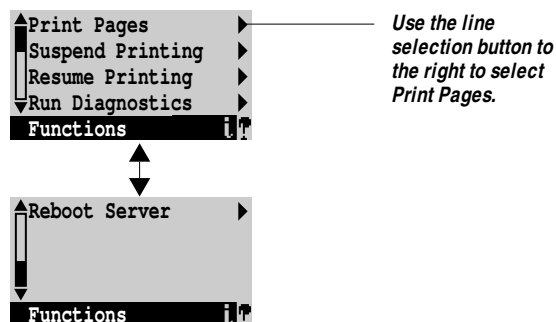 Print Pages
Suspend Printing
Resume Printing
Run Diagnostics
Functions
Use the line
selection button to
the right to select
Print Pages.
Reboot Server
Functions